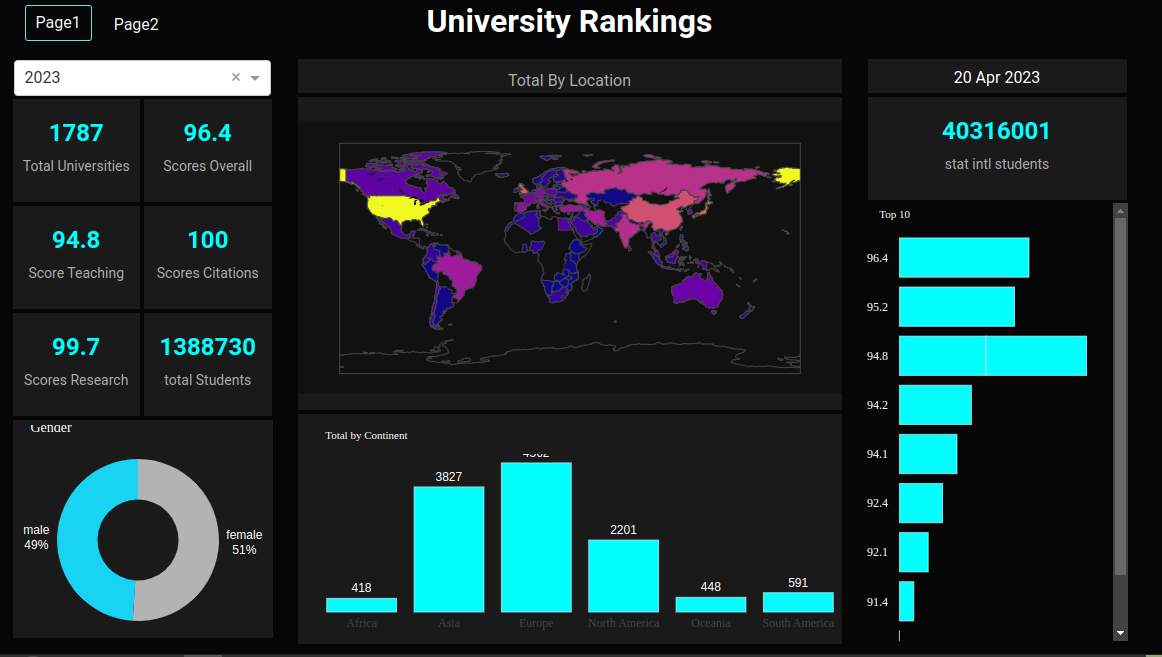 Page1
Page2
University Rankings
2023
1787
Total Universities
96.4
Scores Overall
94.8
Score Teaching
100
Scores Citations
99.7
Scores Research
1388730
total Students
Gender
male
49%
female
51%
Total By Location
Total by Continent
418
3827
2201
448
591
Africa
Asia
Europe
North America
Oceania
South America
20 Apr 2023
40316001
stat intl students
Top 10
96.4
95.2
94.8
94.2
94.1
92.4
92.1
91.4